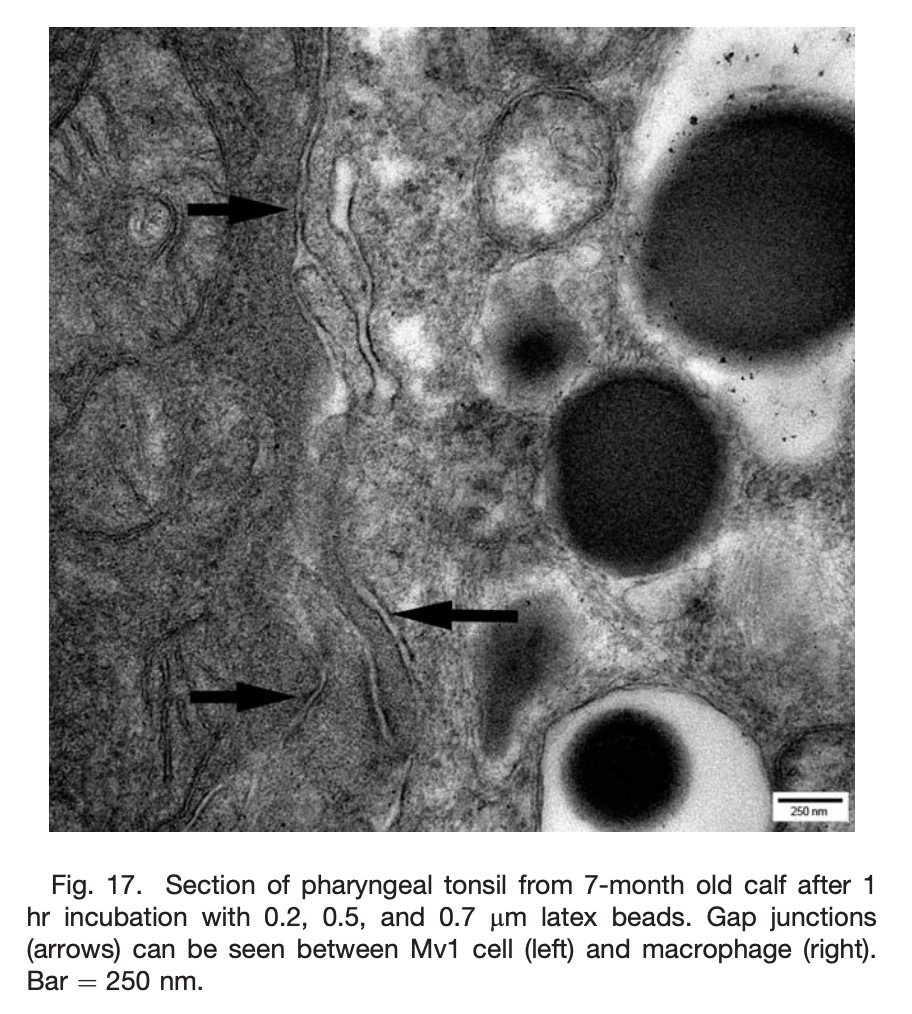 250 nm
Fig. 17. Section of pharyngeal tonsil from 7-month old calf after 1
hr incubation with 0.2, 0.5, and 0.7 μm latex beads. Gap junctions
(arrows) can be seen between Mv1 cell (left) and macrophage (right).
Bar = 250 nm.